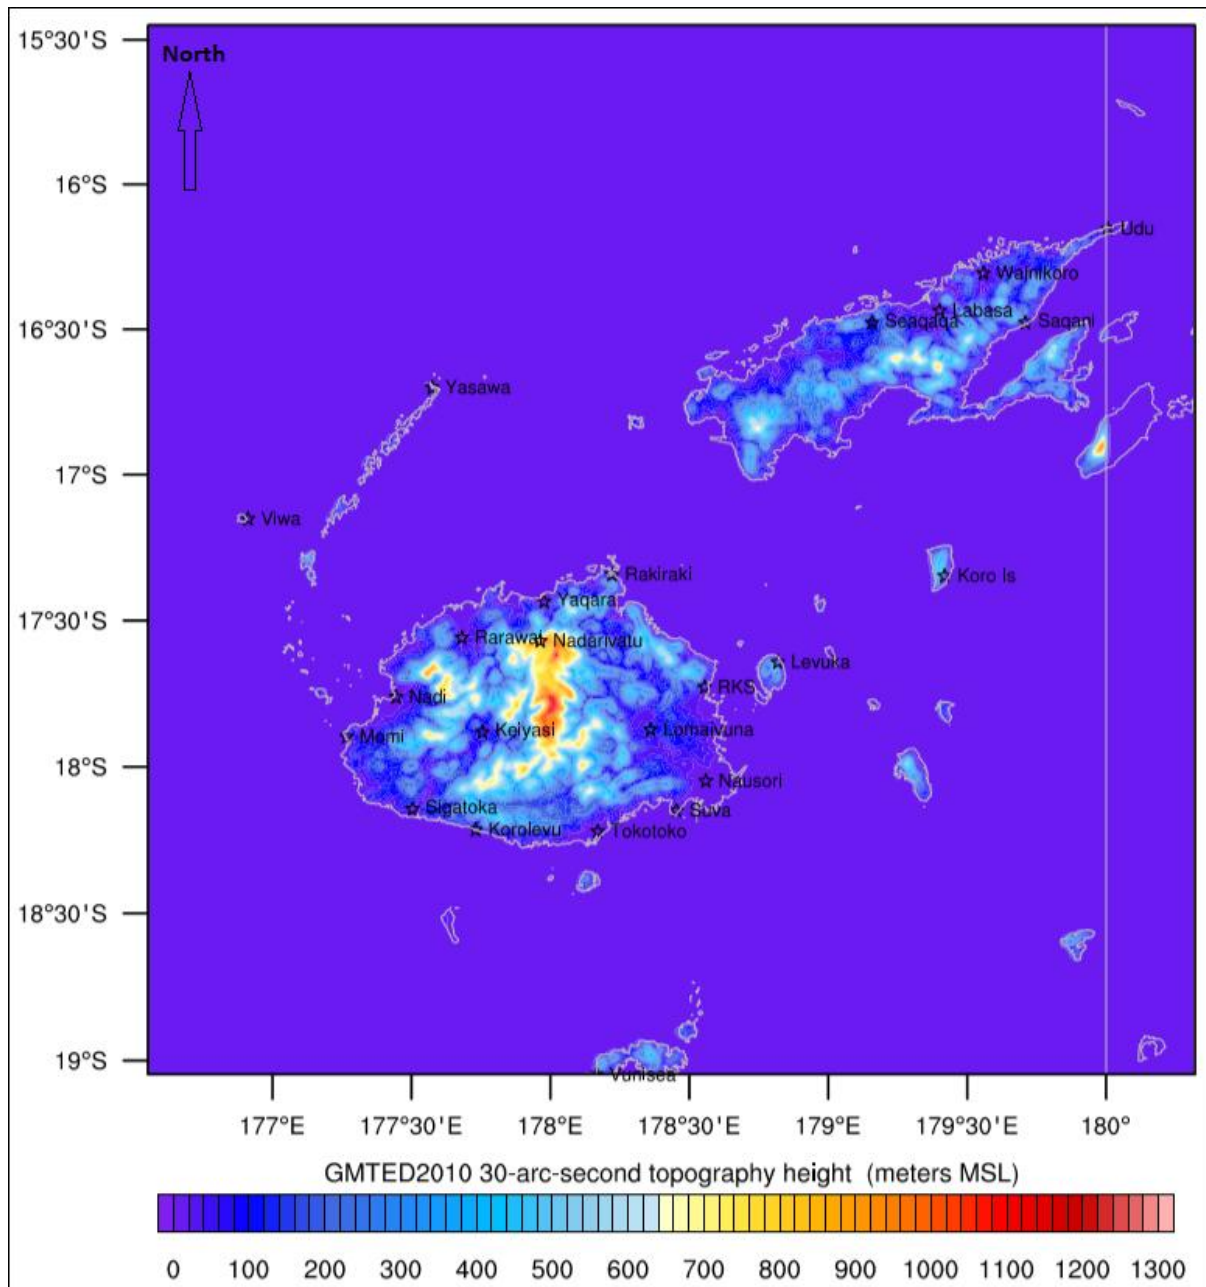 15°30'S
North
16°S
Udu
Wainikoro
Labasa
Seaqaqa
Saqani
16°30'S
Yasawa
17°S
Viwa
Rakiraki
Koro Is
Yaqara
17°30'S
Rarawai
Nadarivatu
Levuka
Nadi
RKS
Keiyasi
Lomaivuna
Momi
18°S
Nausori
Sigatoka
Suva
Korolevu
Tokotoko
18°30'S
19°S
Vunisea
177°E 177°30'E 178°E 178°30'E 179°E 179°30'E 180°
GMTED2010 30-arc-second topography height (meters MSL)
0 100 200 300 400 500 600 700 800 900 1000 1100 1200 1300